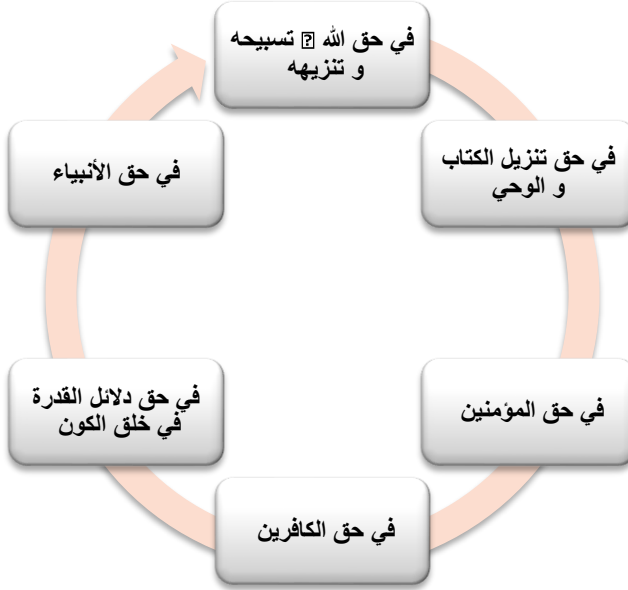 في حق الله تسبيحه
و تنزيهه
في حق تنزيل الكتاب
و الوحي
في حق المؤمنين
في حق الكافرين
في حق دلائل القدرة
في خلق الكون
في حق الأنبياء